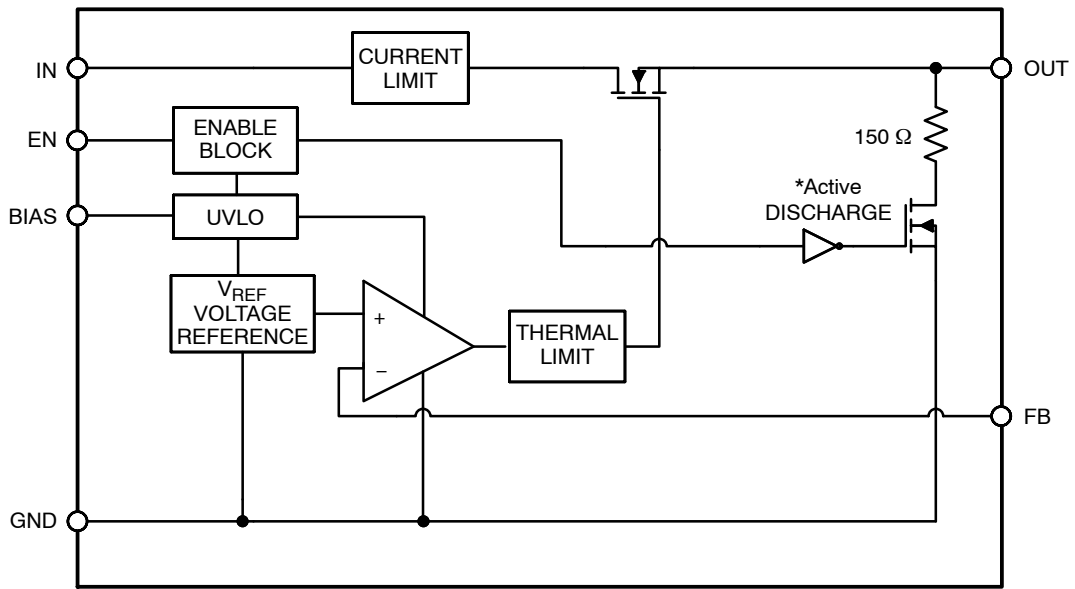 CURRENT
LIMIT
IN
OUT
ENABLE
BLOCK
EN
150 Ω
*Active
DISCHARGE
BIAS
UVLO
VREF
VOLTAGE
REFERENCE
+
−
THERMAL
LIMIT
FB
GND